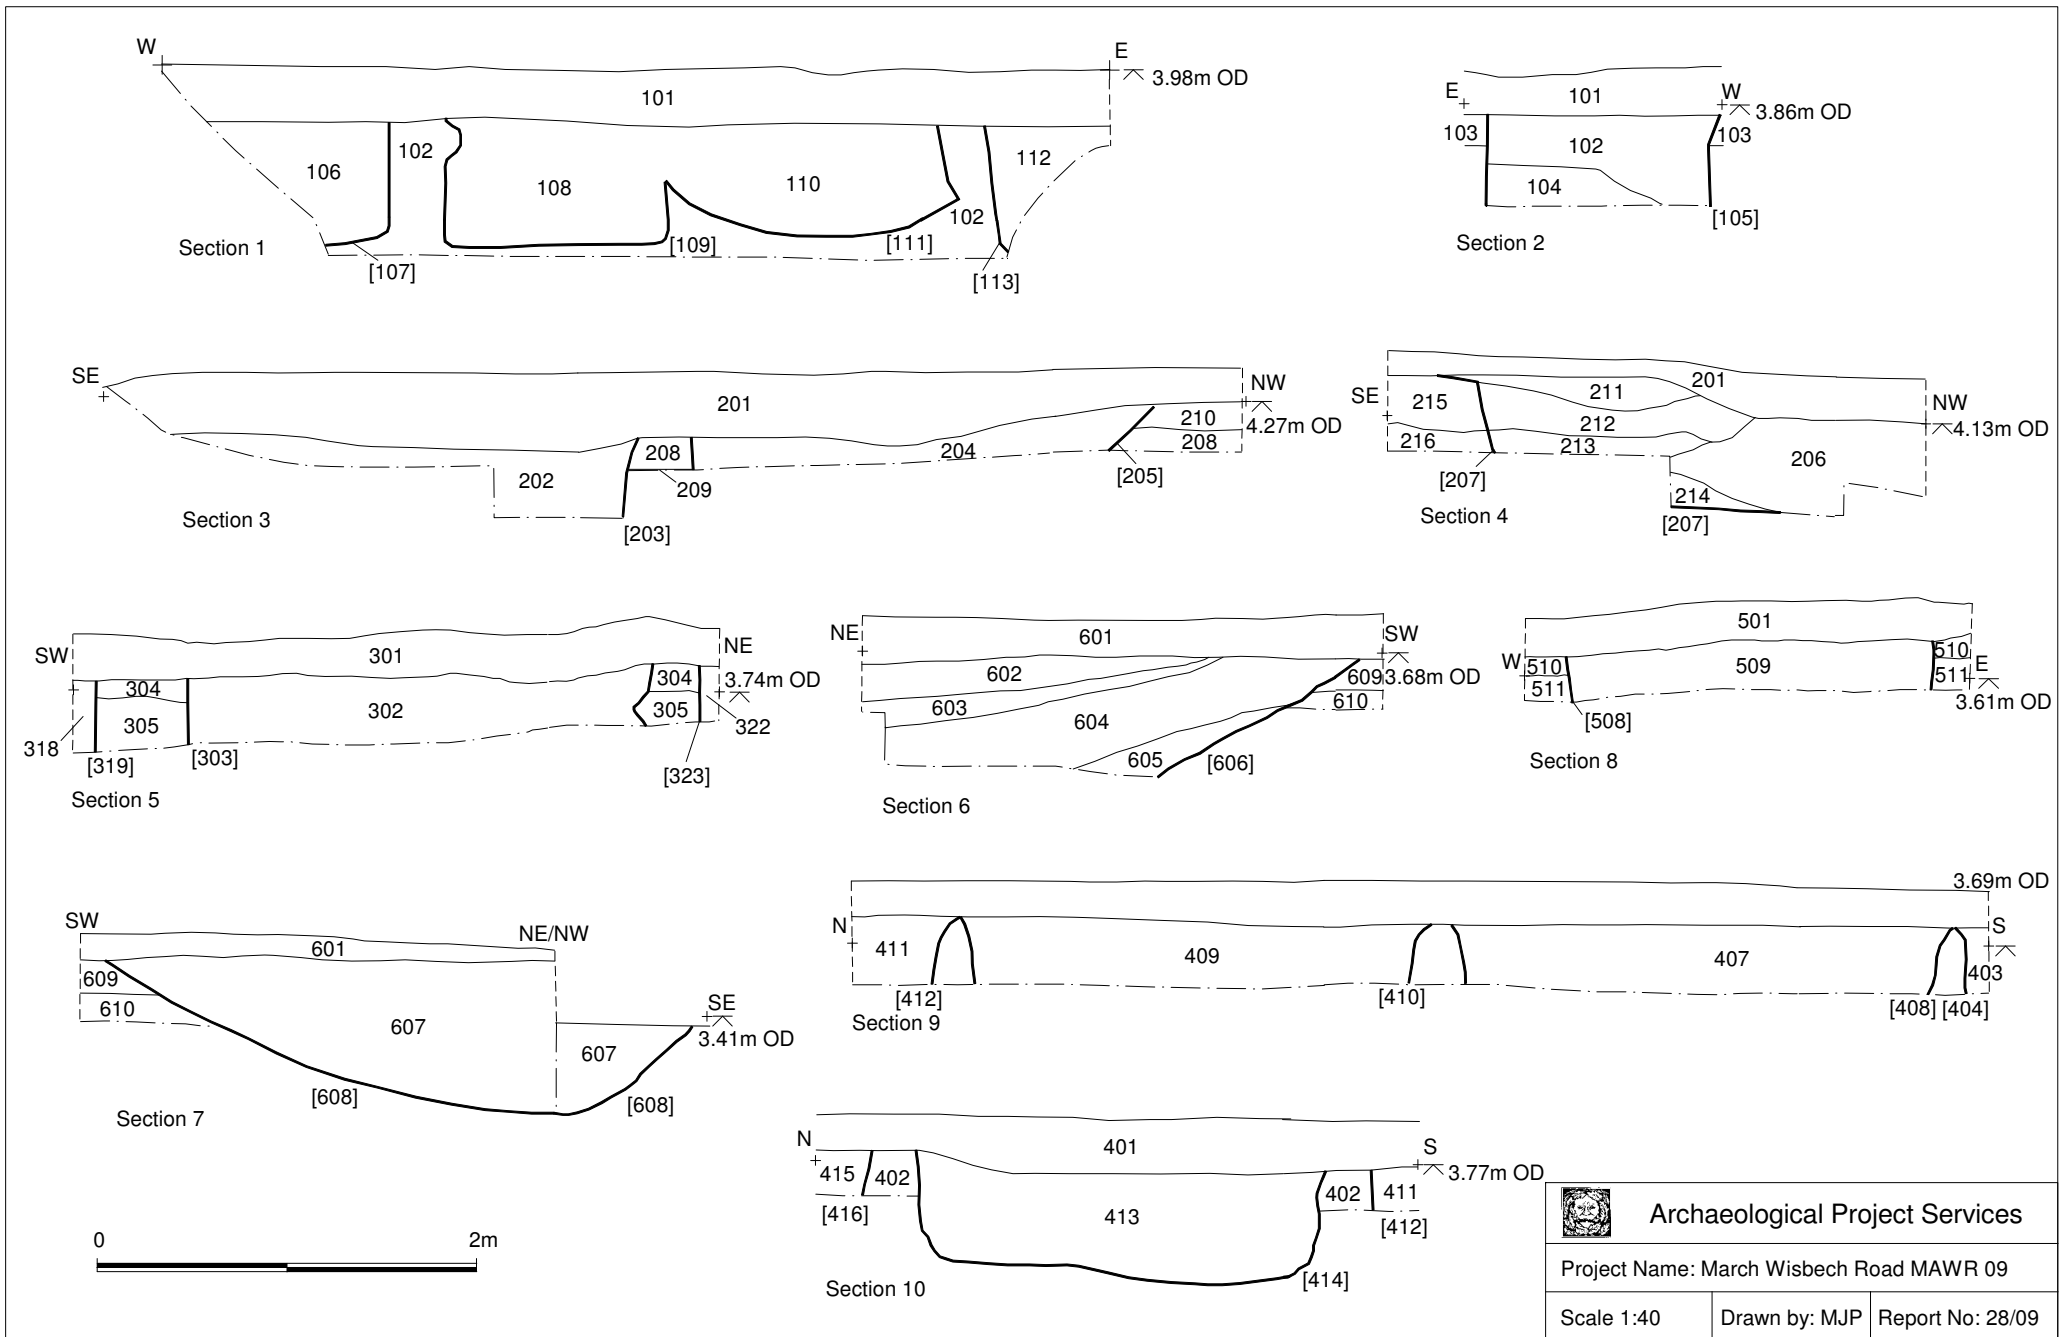 W
E
3.98m OD
101
106
102
108
110
102
112
[109]
[111]
[107]
[113]
Section 1
E
W
101
3.86m OD
103
102
103
104
[105]
Section 2
SE
NW
201
4.27m OD
210
208
208
204
202
209
[205]
[203]
Section 3
SE
NW
201
211
215
212
4.13m OD
216
213
206
[207]
214
[207]
Section 4
SW
NE
301
3.74m OD
304
304
302
305
305
318
322
[319]
[303]
[323]
Section 5
NE
SW
601
602
609
3.68m OD
603
610
604
605
[606]
Section 6
W
E
501
510
510
509
511
511
3.61m OD
[508]
Section 8
SW
NE/NW
601
609
610
607
SE
3.41m OD
607
[608]
[608]
Section 7
3.69m OD
N
S
411
409
407
403
[412]
[410]
[408]
[404]
Section 9
N
S
401
3.77m OD
415
402
402
411
[416]
413
[412]
[414]
Section 10
0
2m
Archaeological Project Services
Project Name: March Wisbech Road MAWR 09
Scale 1:40
Drawn by: MJP
Report No: 28/09